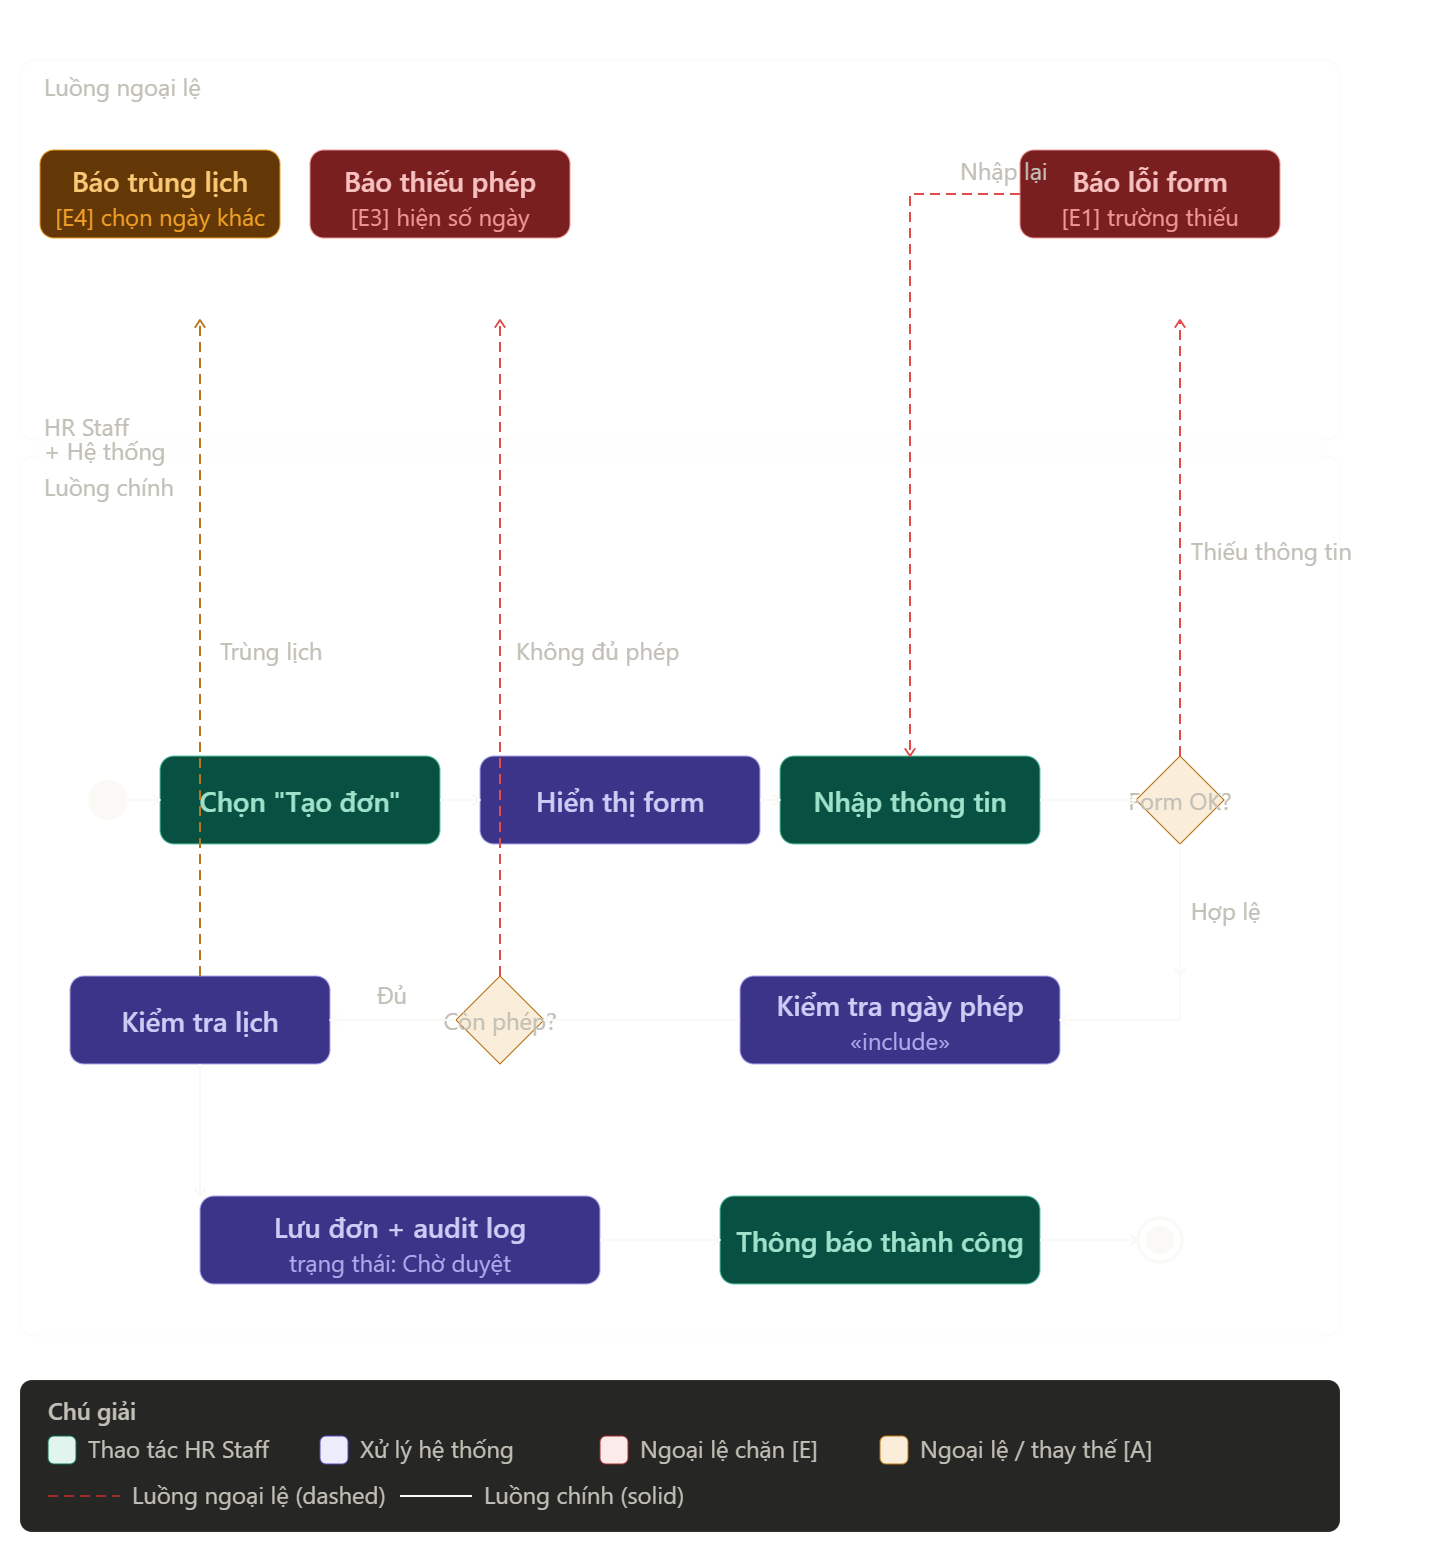 Luồng ngoại lệ
Báo trùng lịch
[E4] chọn ngày khác
Báo thiếu phép
[E3] hiện số ngày
Nhập lại
Báo lỗi form
[E1] trường thiếu
HR Staff
+ Hệ thống
Luồng chính
Thiếu thông tin
Trùng lịch
Không đủ phép
Chọn "Tạo đơn"
Hiển thị form
Nhập thông tin
Form OK?
Hợp lệ
Kiểm tra lịch
Đủ
Còn phép?
Kiểm tra ngày phép
«include»
Lưu đơn + audit log
trạng thái: Chờ duyệt
Thông báo thành công
Chú giải
Thao tác HR Staff
Xử lý hệ thống
Ngoại lệ chặn [E]
Ngoại lệ / thay thế [A]
Luồng ngoại lệ (dashed)
Luồng chính (solid)